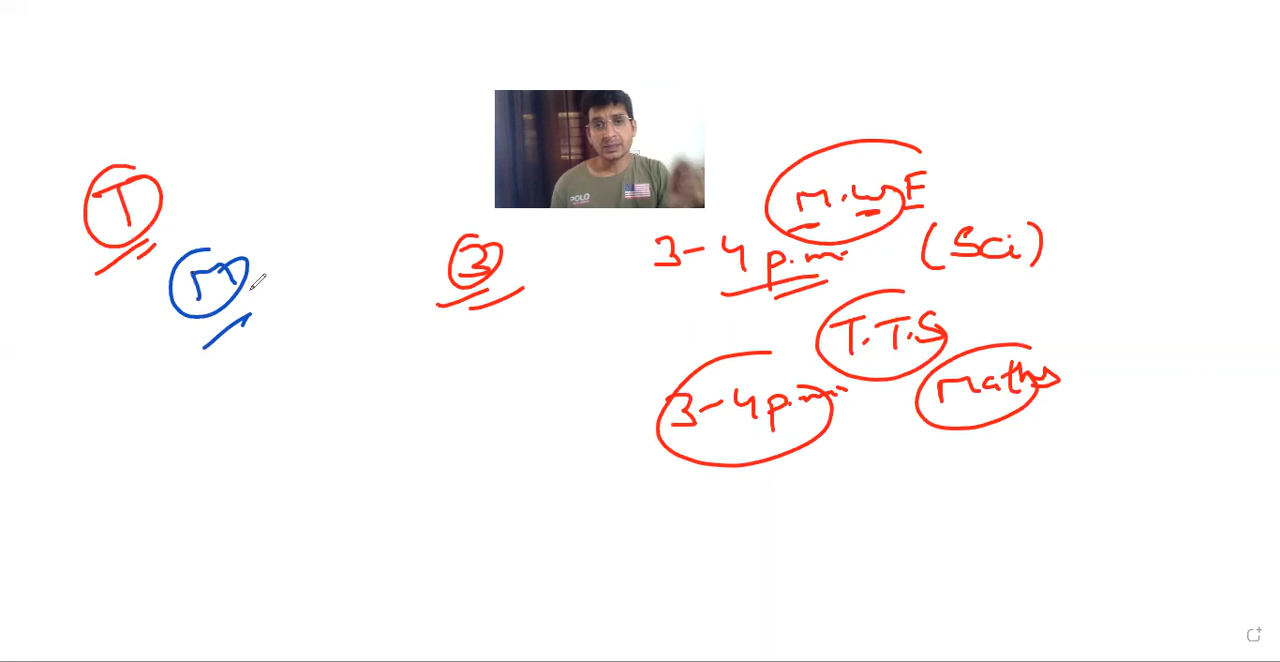 T
M
3
M.W.F
3-4 p.m. (Sci)
T.T.S
3-4 p.m. Maths
POLO